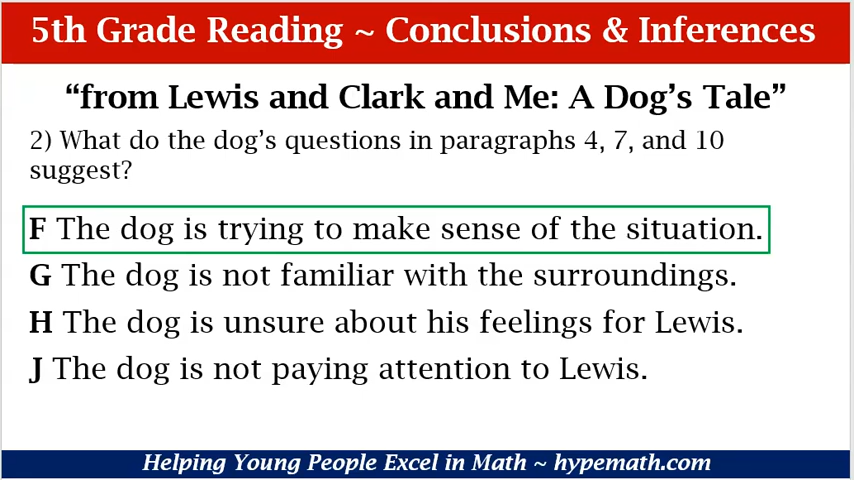 5th Grade Reading ~ Conclusions & Inferences
“from Lewis and Clark and Me: A Dog’s Tale”
2) What do the dog’s questions in paragraphs 4, 7, and 10
suggest?
F The dog is trying to make sense of the situation.
G The dog is not familiar with the surroundings.
H The dog is unsure about his feelings for Lewis.
J The dog is not paying attention to Lewis.
Helping Young People Excel in Math ~ hypemath.com